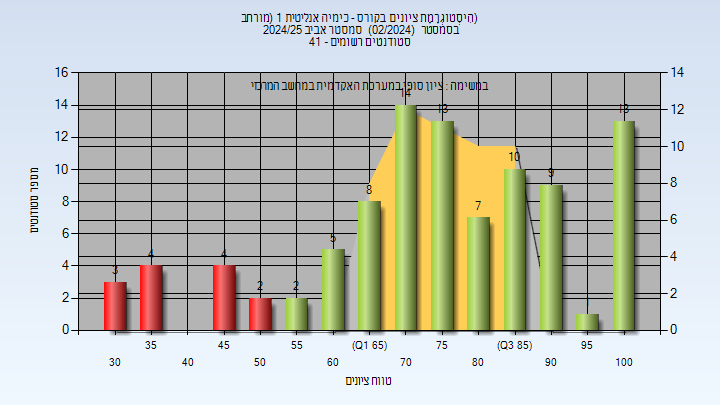 (היסטוגרמת ציונים בקורס - כימיה אנליטית 1 (מורחב
בסמסטר (02/2024) סמסטר אביב 2024/25
סטודנטים רשומים - 41
במשימה : ציון סופי במערכת האקדמית במחשב המרכזי
מספר סטודנטים
16 14 12 10 8 6 4 2 0
14 12 10 8 6 4 2 0
3 4 4 2 2 5 8 14 13 7 10 9 13
35 45 55 (Q1 65) 75 (Q3 85) 95
30 40 50 60 70 80 90 100
טווח ציונים